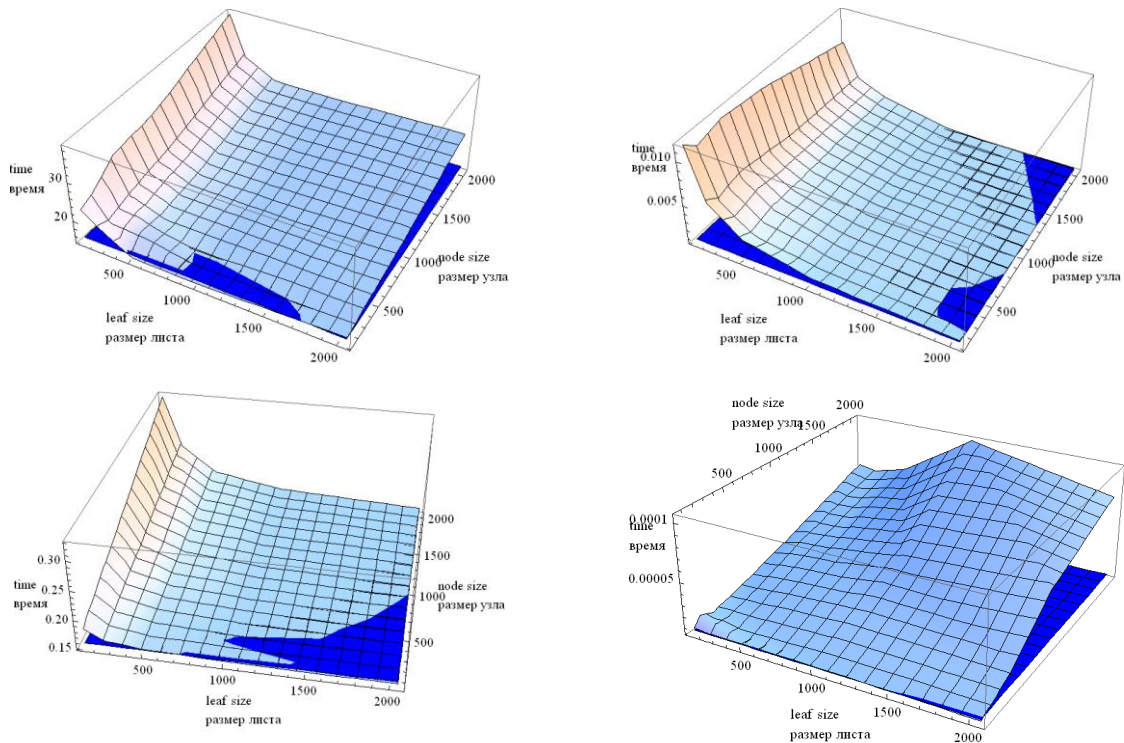 time
время
30
20
500
1000
1500
2000
leaf size
размер листа
500
1000
1500
2000
node size
размер узла
time
время
0.010
0.005
500
1000
1500
2000
leaf size
размер листа
500
1000
1500
2000
node size
размер узла
time
время
0.30
0.25
0.20
0.15
500
1000
1500
2000
leaf size
размер листа
500
1000
1500
2000
node size
размер узла
node size
размер узла
500
1000
1500
2000
0.0001
time
время
0.00005
500
1000
1500
2000
leaf size
размер листа